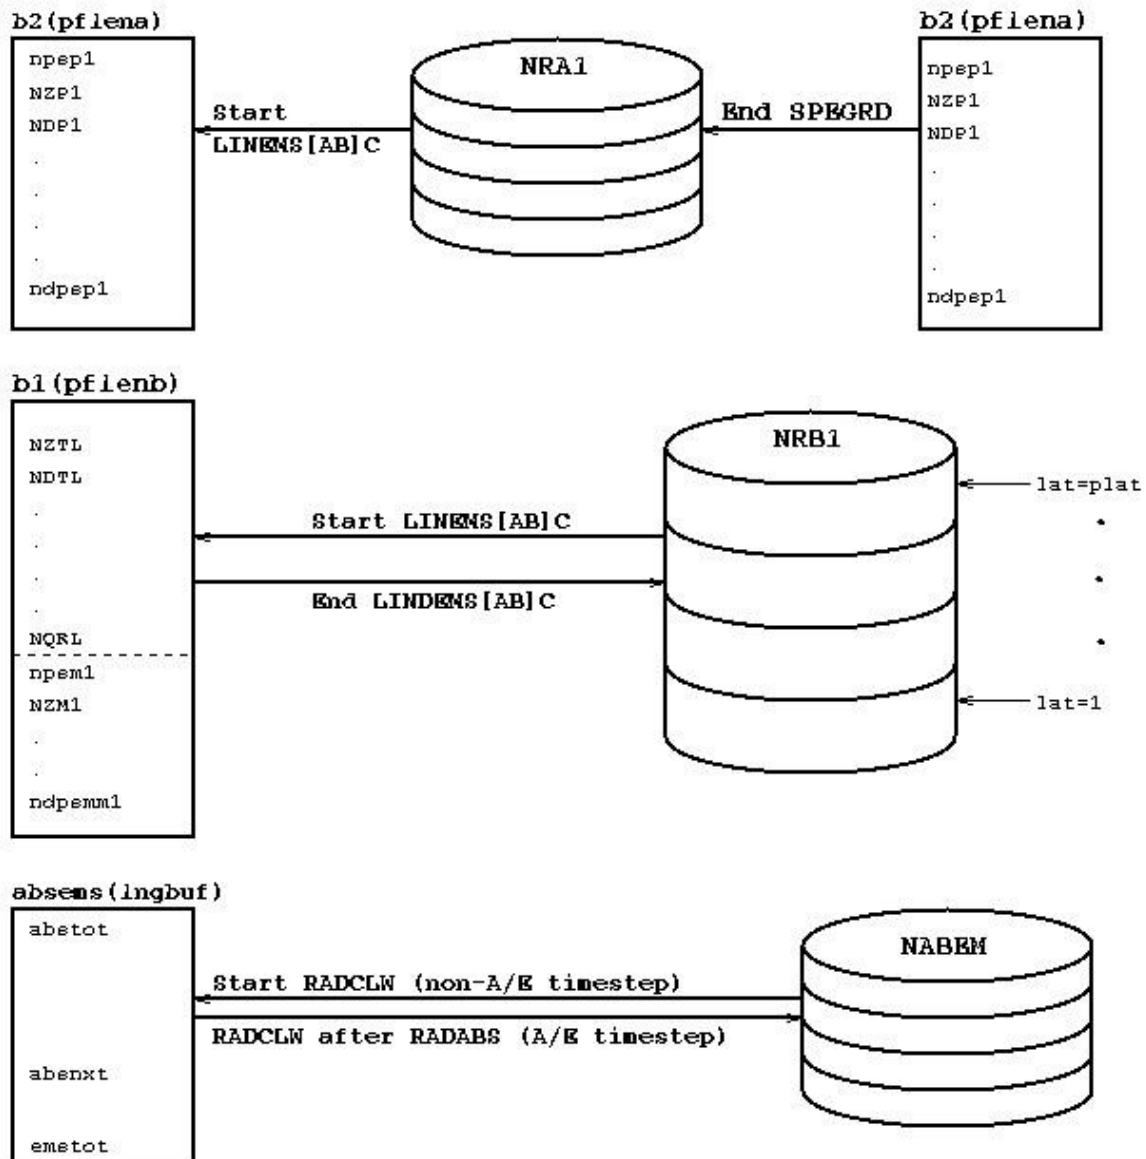 b2(pflena)
b2(pflena)
npep1
NZP1
NDP1
.
.
.
.
ndpep1
Start
LINEMS[AB]C
NRA1
End SPEGRD
npep1
NZP1
NDP1
.
.
.
.
ndpep1
b1(pflenb)
NZTL
NDTL
.
.
.
.
NQRL
npem1
NZM1
.
.
ndpemm1
Start LINEMS[AB]C
End LINDEMS[AB]C
NRB1
lat=plat
.
.
.
lat=1
absems(lngbuf)
abstot
absnxt
emstot
Start RADCLW (non-A/E timestep)
RADCLW after RADABS (A/E timestep)
NABEM